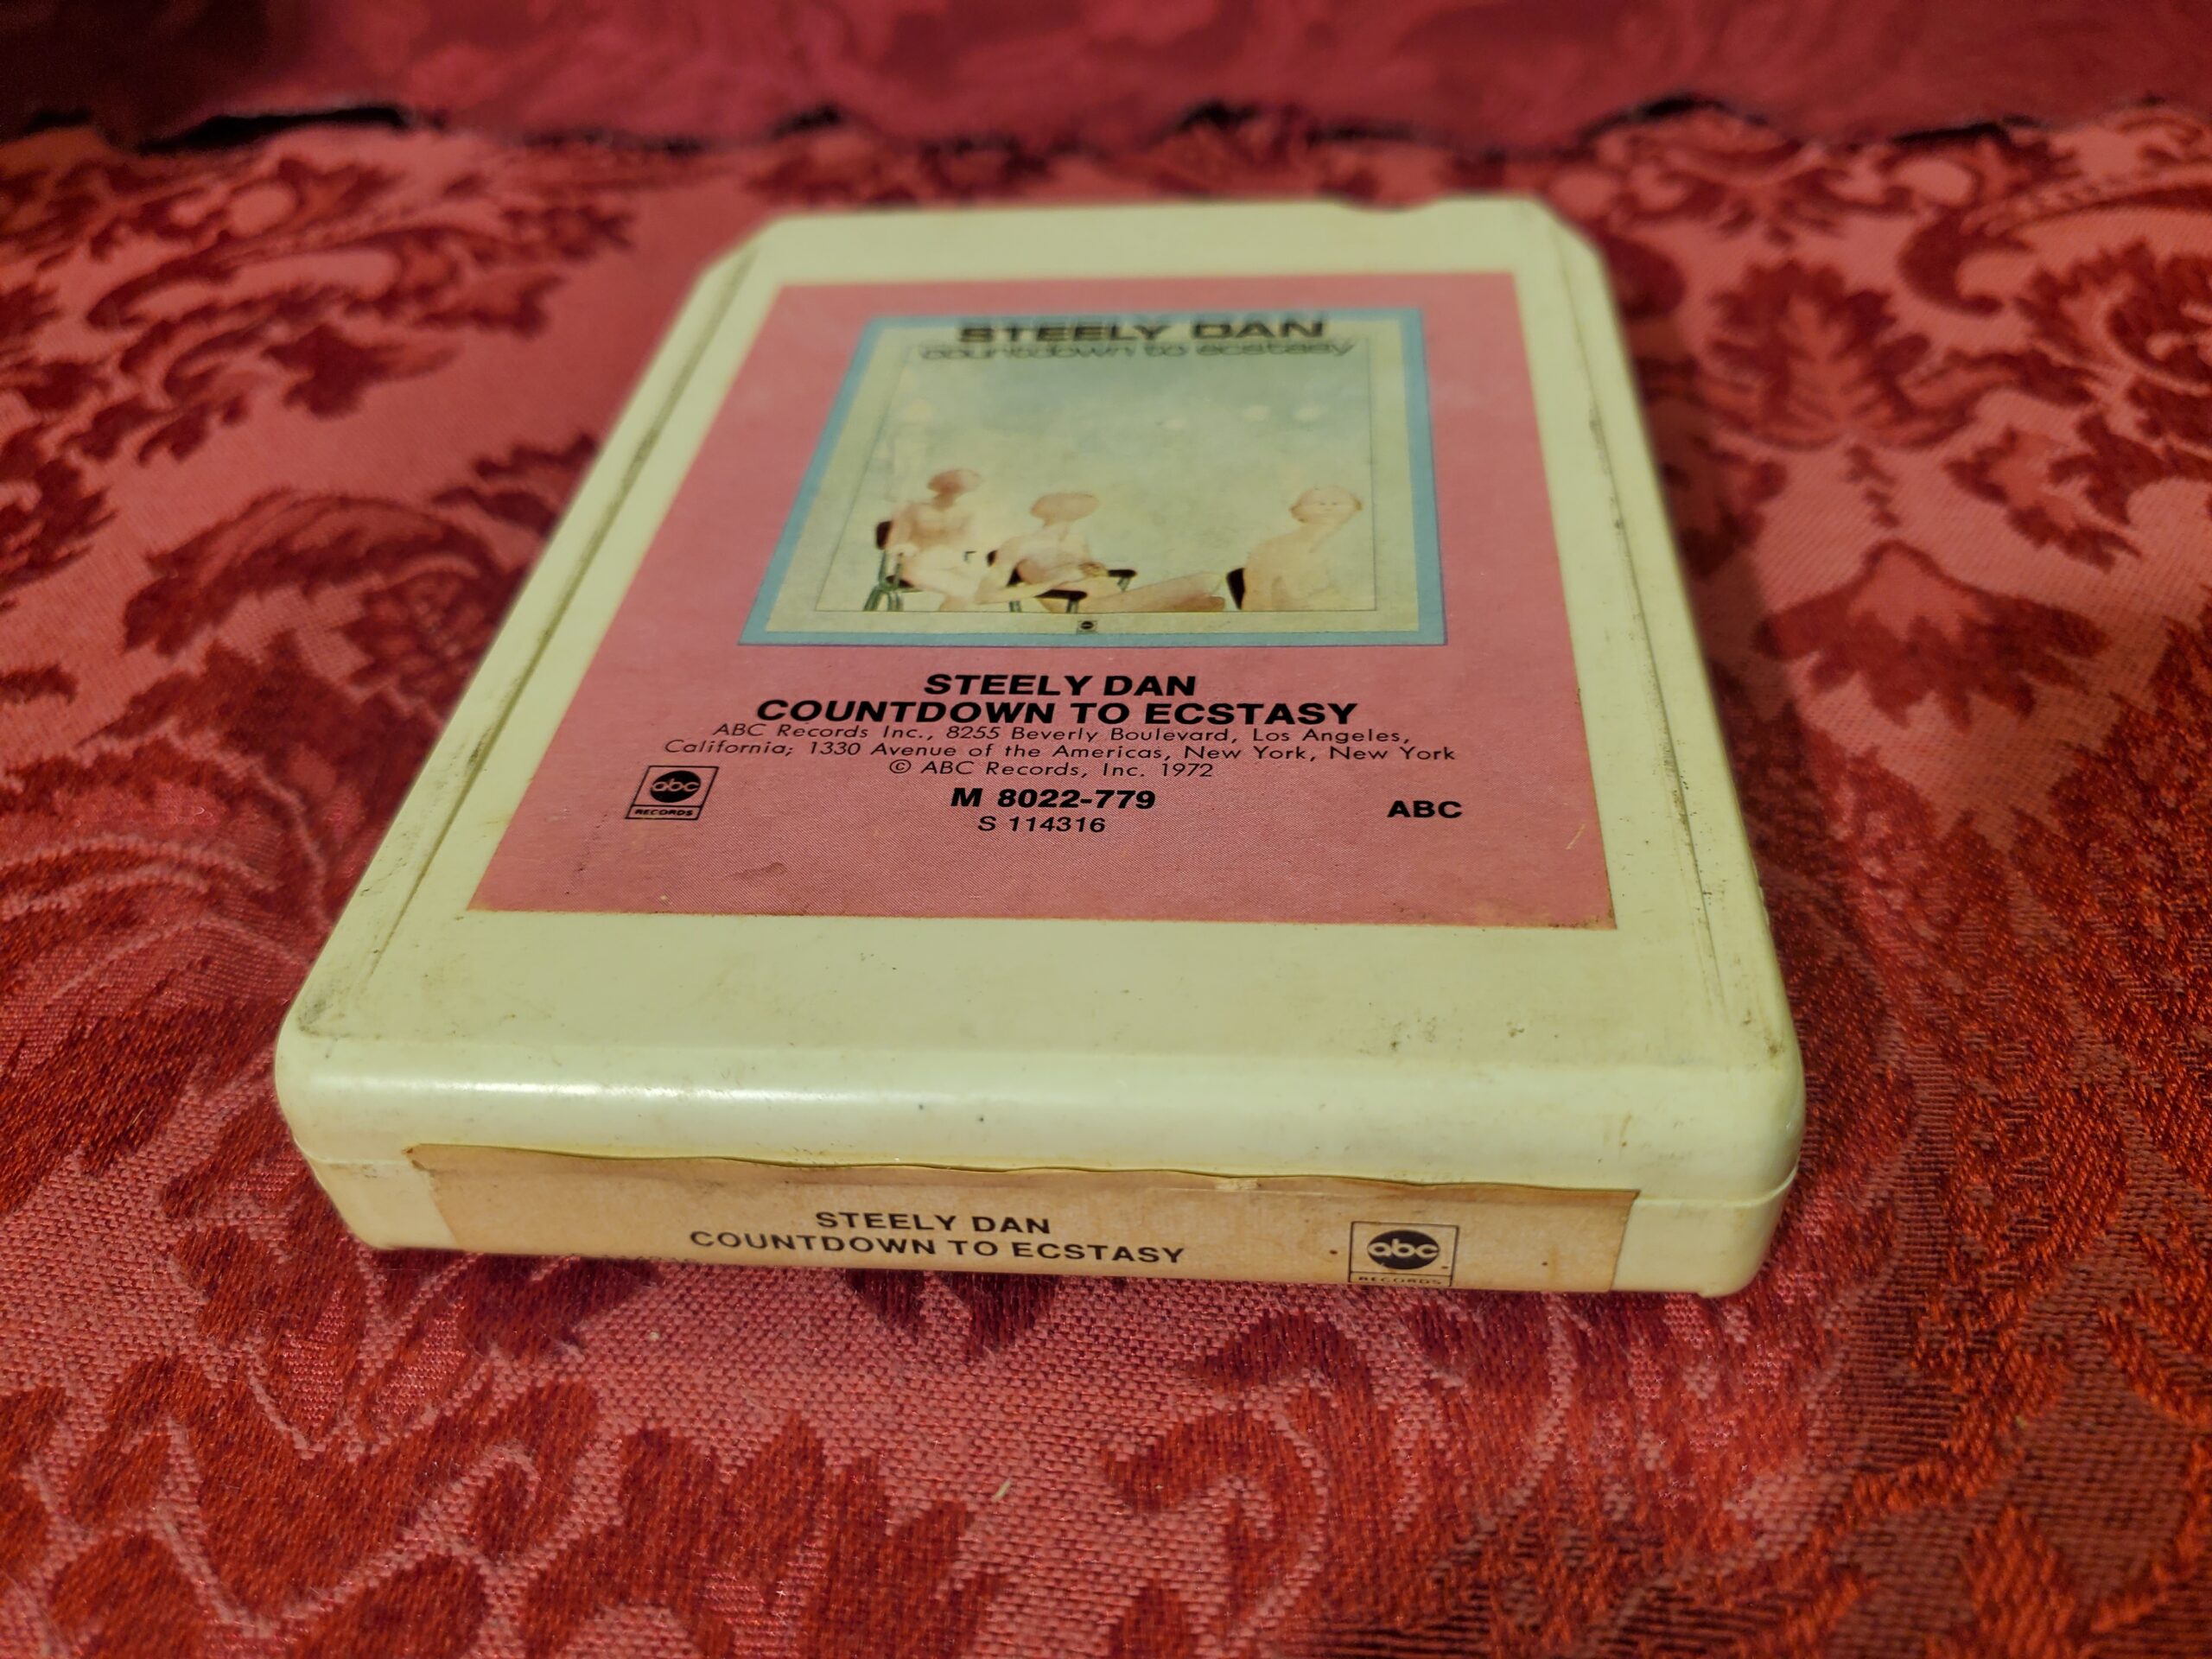 STEELY DAN
countdown to ecstasy
STEELY DAN
COUNTDOWN TO ECSTASY
ABC Records Inc., 8255 Beverly Boulevard, Los Angeles,
California; 1330 Avenue of the Americas, New York, New York
© ABC Records, Inc. 1972
abc
RECORDS
M 8022-779
S 114316
ABC
STEELY DAN
COUNTDOWN TO ECSTASY
abc
RECORDS